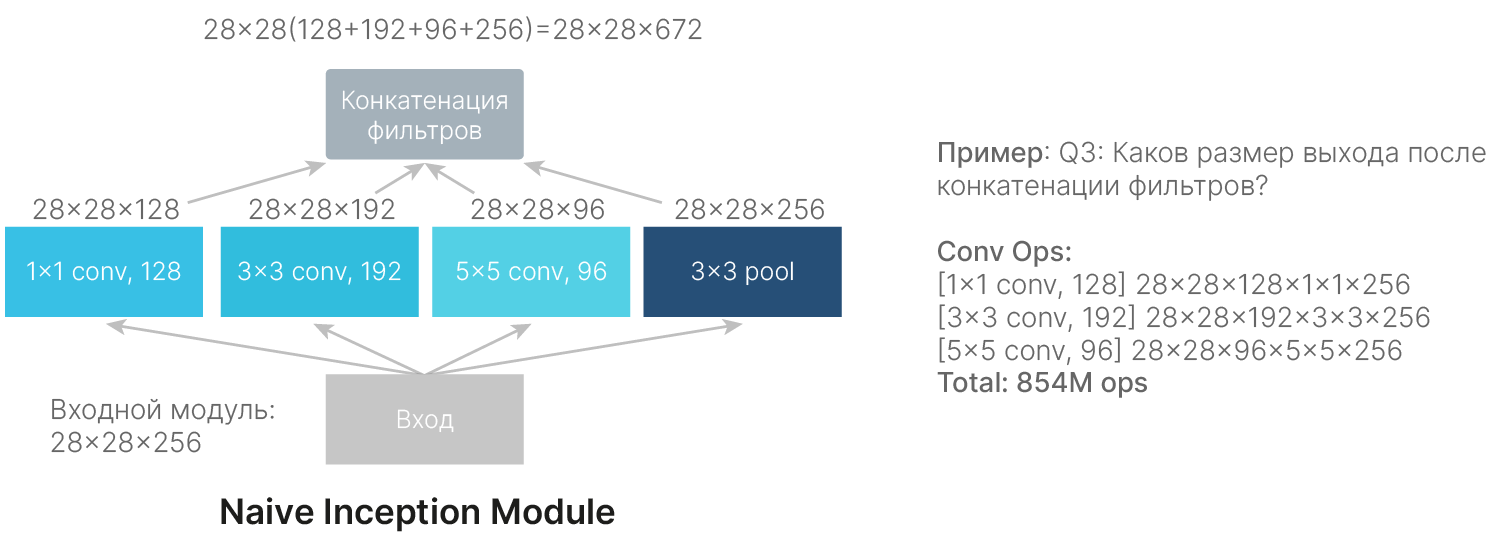 28×28(128+192+96+256)=28×28×672
Конкатенация
фильтров
28×28×128
28×28×192
28×28×96
28×28×256
1×1 conv, 128
3×3 conv, 192
5×5 conv, 96
3×3 pool
Входной модуль:
28×28×256
Вход
Naive Inception Module
Пример: Q3: Каков размер выхода после
конкатенации фильтров?
Conv Ops:
[1×1 conv, 128] 28×28×128×1×1×256
[3×3 conv, 192] 28×28×192×3×3×256
[5×5 conv, 96] 28×28×96×5×5×256
Total: 854M ops